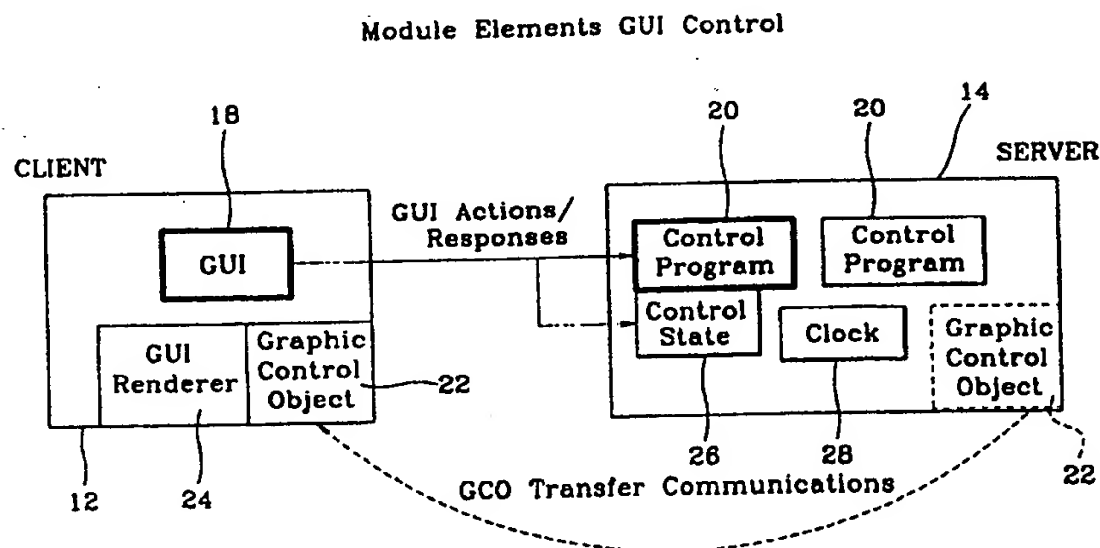 Module Elements GUI Control
18
20
20
14
CLIENT
SERVER
GUI Actions/
Responses
GUI
Control
Program
Control
Program
Control
State
Clock
Graphic
Control
Object
GUI
Renderer
Graphic
Control
Object
22
12
24
26
28
22
GCO Transfer Communications